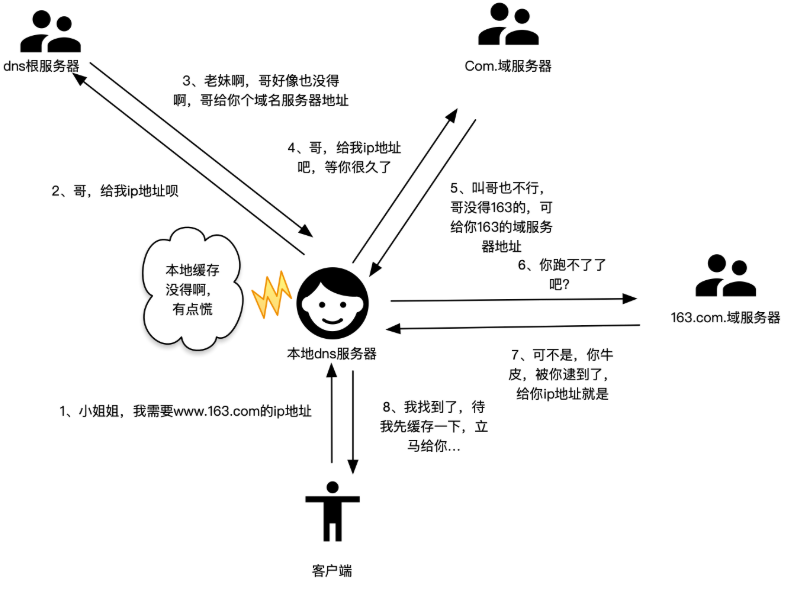 dns根服务器
Com.域服务器
3、老妹啊，哥好像也没得
啊，哥给你个域名服务器地址
4、哥，给我ip地址
吧，等你很久了
2、哥，给我ip地址呗
5、叫哥也不行，
哥没得163的，可
给你163的域服务
器地址
6、你跑不了了
吧?
本地缓存
没得啊，
有点慌
163.com.域服务器
本地dns服务器
7、可不是，你牛
皮，被你逮到了，
给你ip地址就是
1、小姐姐，我需要www.163.com的ip地址
8、我找到了，待
我先缓存一下，立
马给你...
客户端